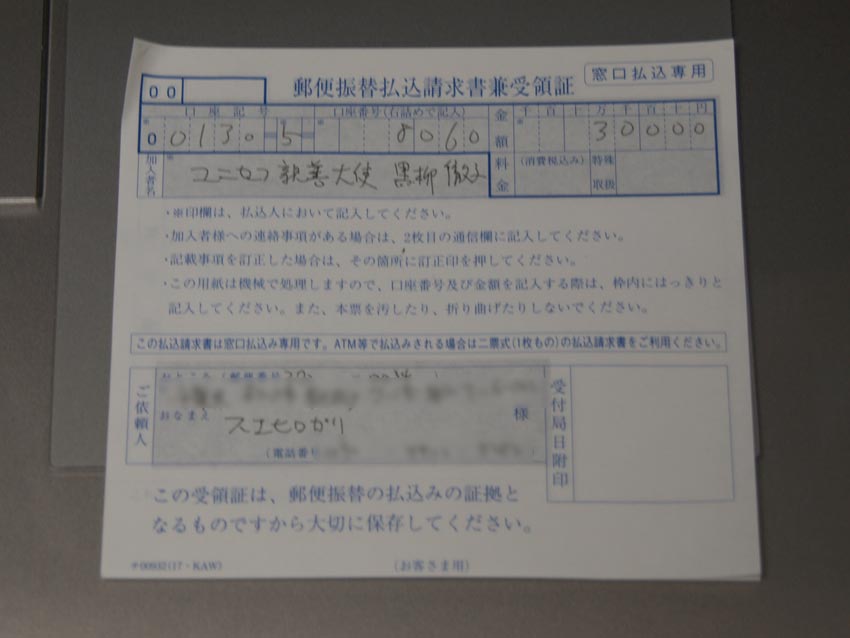 窓口払込専用
00
郵便振替払込請求書兼受領証
口座記号 口座番号(右詰めで記入) 金額 千百十万千百十円
※ ※ ※
0 0130 5 8060 30000
加入者名 ※ ユニセフ親善大使 黒柳徹子 料金 (消費税込み) 特殊取扱
・※印欄は、払込人において記入してください。
・加入者様への連絡事項がある場合は、2枚目の通信欄に記入してください。
・記載事項を訂正した場合は、その箇所に訂正印を押してください。
・この用紙は機械で処理しますので、口座番号及び金額を記入する際は、枠内にはっきりと
記入してください。また、本票を汚したり、折り曲げたりしないでください。
この払込請求書は窓口払込み専用です。ATM等で払込みされる場合は二票式(1枚もの)の払込請求書をご利用ください。
ご依頼人
おなまえ スエヒロガリ 様
(電話番号
受付局日附印
この受領証は、郵便振替の払込みの証拠と
なるものですから大切に保存してください。
〒00932(17・KAW) (お客さま用)